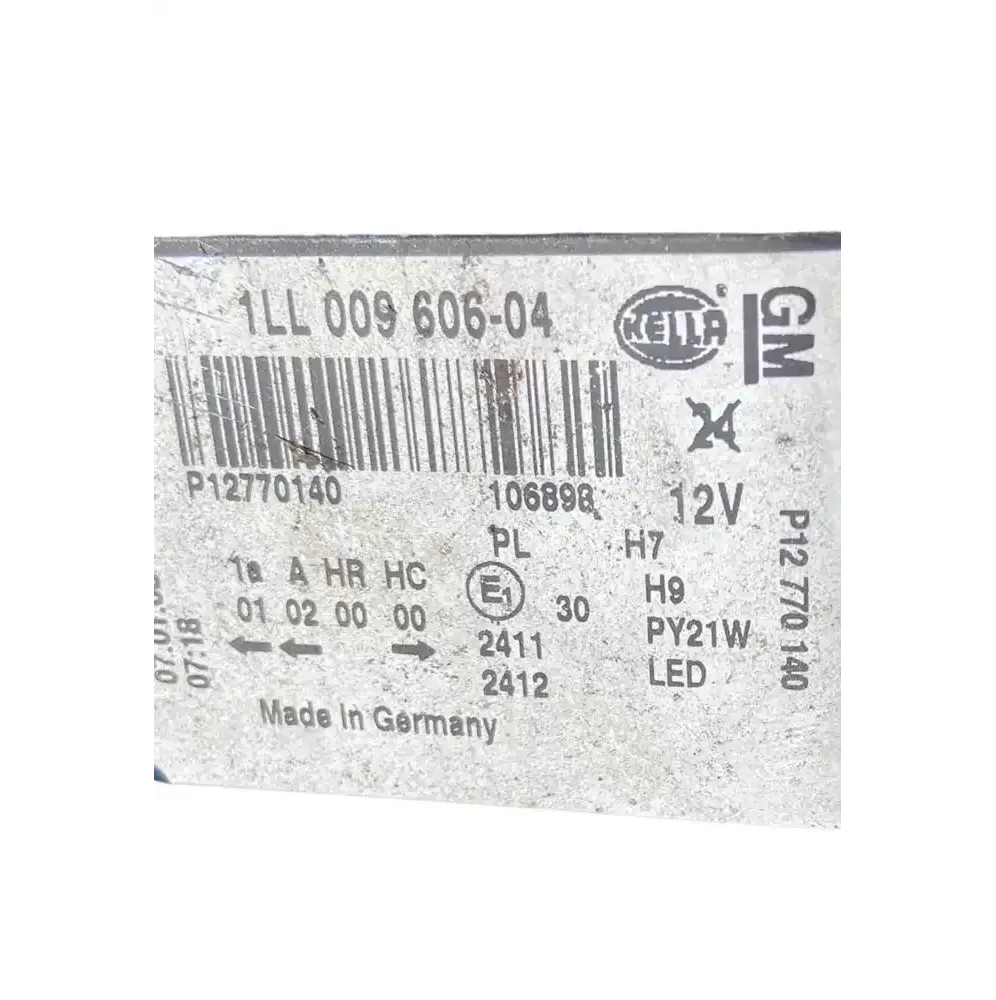 1LL 009 606-04
HELLA
GM
24
P12770140
106898
12V
P12 770 140
PL
H7
1a A HR HC
E1
30
H9
01 02 00 00
2411
PY21W
2412
LED
07:18
Made in Germany